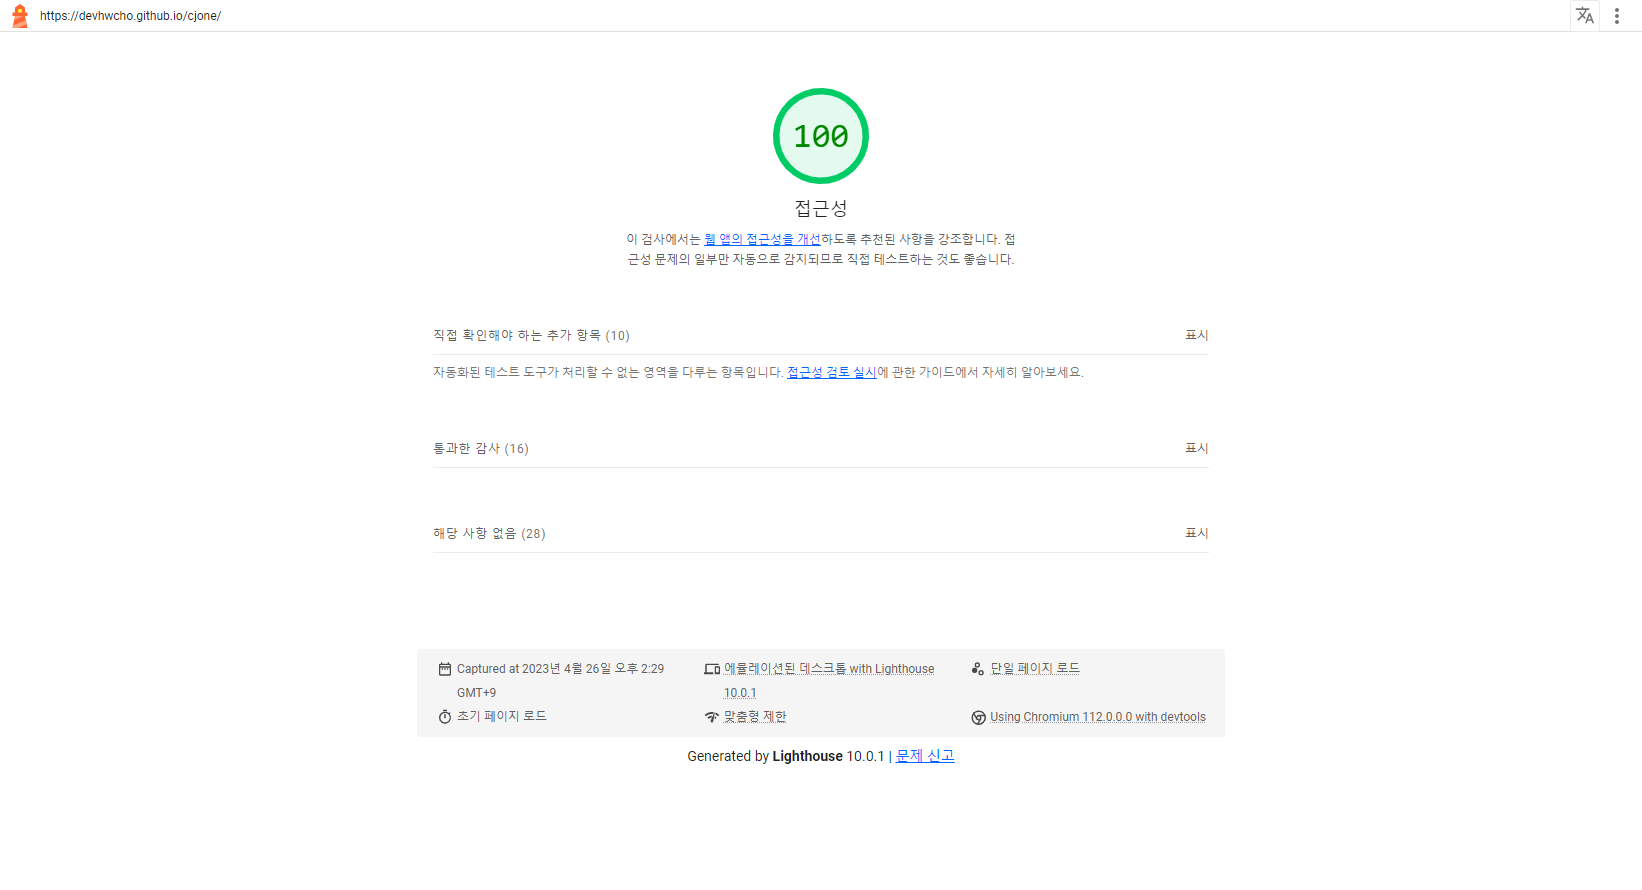 https://devhwcho.github.io/cjone/
100
접근성
이 검사에서는 웹 앱의 접근성을 개선하도록 추천된 사항을 강조합니다. 접
근성 문제의 일부만 자동으로 감지되므로 직접 테스트하는 것도 좋습니다.
직접 확인해야 하는 추가 항목 (10) 표시
자동화된 테스트 도구가 처리할 수 없는 영역을 다루는 항목입니다. 접근성 검토 실시에 관한 가이드에서 자세히 알아보세요.
통과한 감사 (16) 표시
해당 사항 없음 (28) 표시
Captured at 2023년 4월 26일 오후 2:29
GMT+9
에뮬레이션된 데스크톱 with Lighthouse
10.0.1
단일 페이지 로드
초기 페이지 로드
맞춤형 제한
Using Chromium 112.0.0.0 with devtools
Generated by Lighthouse 10.0.1 | 문제 신고